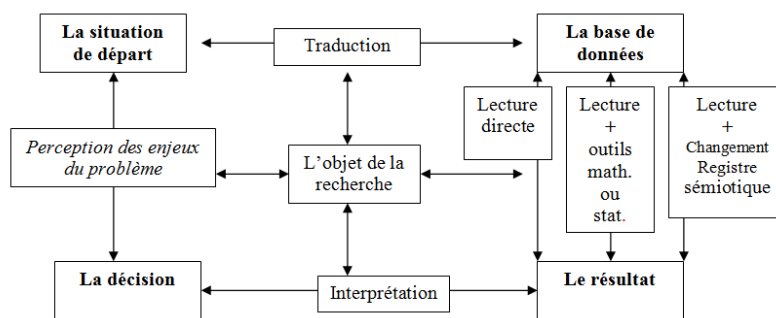 La situation
de départ
Traduction
La base de
données
Lecture
directe
Lecture
+
outils
math.
ou
stat.
Lecture
+
Changement
Registre
sémiotique
Perception des enjeux
du problème
L’objet de la
recherche
La décision
Interprétation
Le résultat